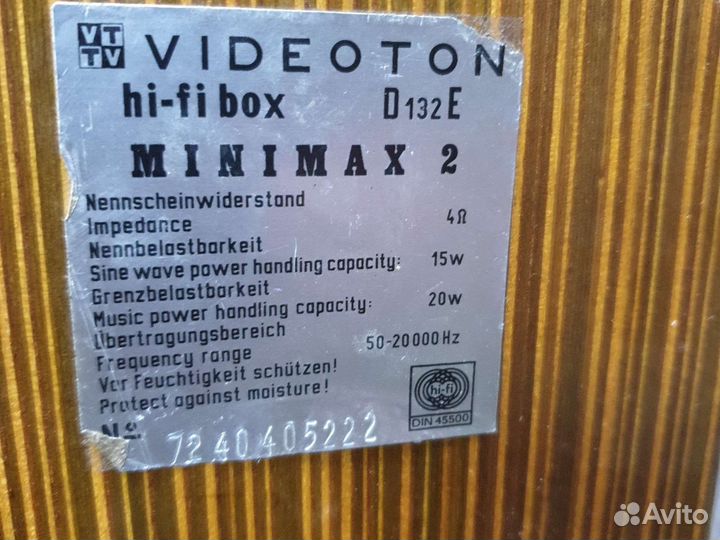 VT TV VIDEOTON
hi-fi box D132E
MINIMAX 2
Nennscheinwiderstand
Impedance 4Ω
Nennbelastbarkeit
Sine wave power handling capacity: 15w
Grenzbelastbarkeit
Music power handling capacity: 20w
Übertragungsbereich
Frequency range 50-20000Hz
Vor Feuchtigkeit schützen!
Protect against moisture!
hi-fi
DIN 45500
7240405222
Avito